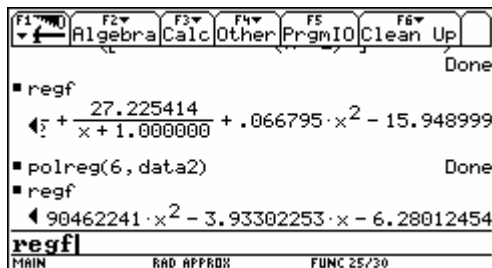 F1 F2 Algebra F3 Calc F4 Other F5 PrgmIO F6 Clean Up
Done
▪ regf
◂ + 27.225414/(x + 1.000000) + .066795·x² − 15.948999
▪ polreg(6,data2) Done
▪ regf
◂ 90462241·x² − 3.93302253·x − 6.28012454
regf
MAIN RAD APPROX FUNC 25/30